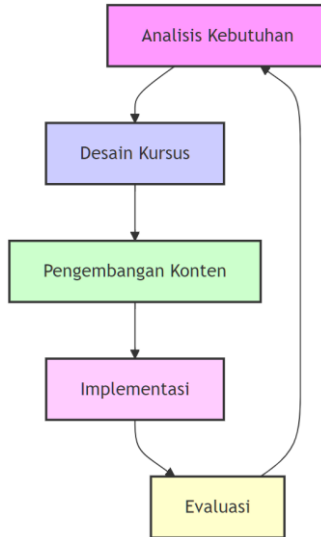 Analisis Kebutuhan
Desain Kursus
Pengembangan Konten
Implementasi
Evaluasi